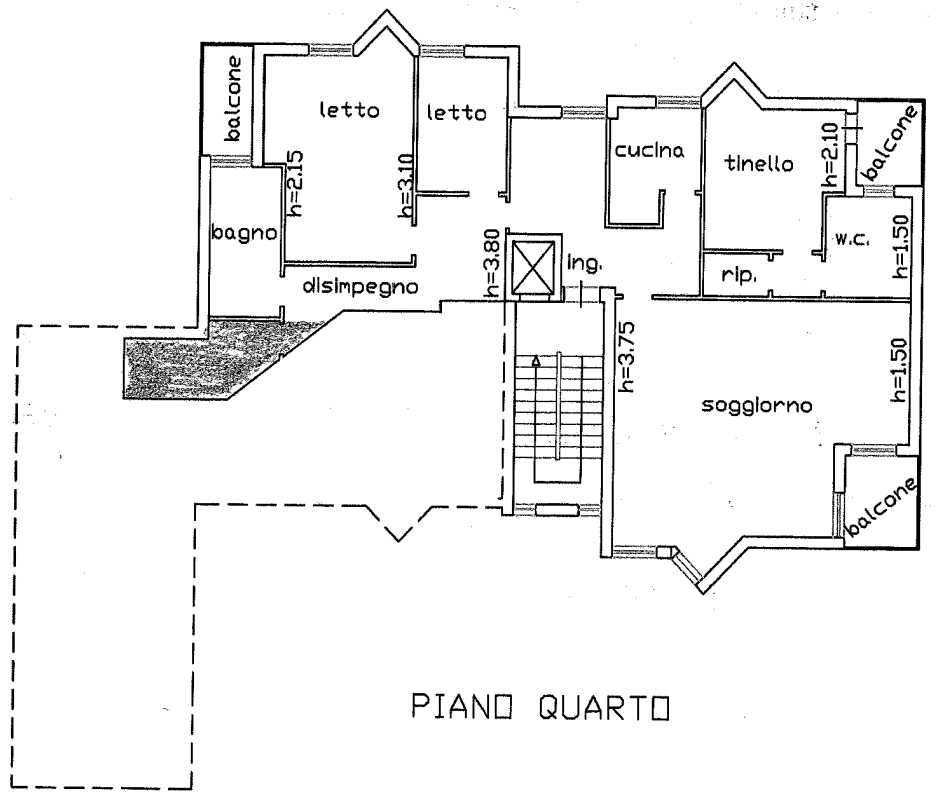 balcone
letto
letto
cucina
tinello
h=2.10
balcone
h=2.15
h=3.10
bagno
w.c.
h=1.50
h=3.80
ing.
rip.
disimpegno
h=3.75
h=1.50
soggiorno
balcone
PIANO QUARTO